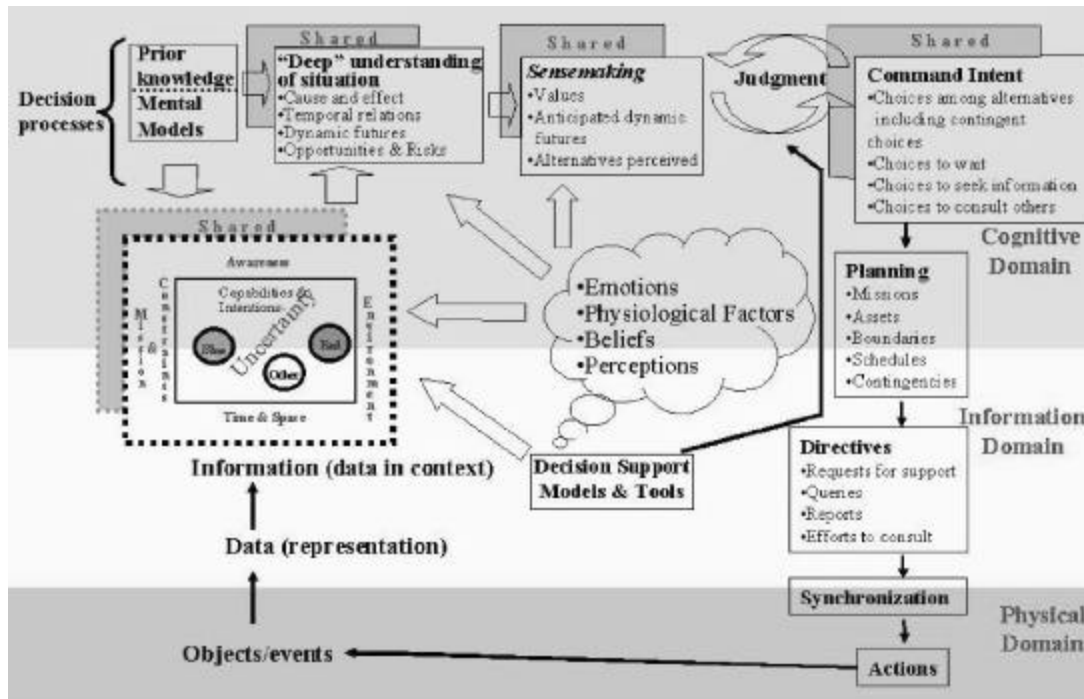 Decision
processes
Prior
knowledge
Mental
Models
Shared
“Deep” understanding
of situation
•Cause and effect
•Temporal relations
•Dynamic futures
•Opportunities & Risks
Shared
Sensemaking
•Values
•Anticipated dynamic
futures
•Alternatives perceived
Judgment
Shared
Command Intent
•Choices among alternatives
including contingent
choices
•Choices to wait
•Choices to seek information
•Choices to consult others
Cognitive
Domain
Shared
Awareness
Mission
&
Constraints
Capabilities &
Intentions
Uncertainty
Blue
Red
Other
Environment
Time & Space
•Emotions
•Physiological Factors
•Beliefs
•Perceptions
Planning
•Missions
•Assets
•Boundaries
•Schedules
•Contingencies
Information
Domain
Information (data in context)
Decision Support
Models & Tools
Directives
•Requests for support
•Queries
•Reports
•Efforts to consult
Data (representation)
Synchronization
Physical
Domain
Objects/events
Actions